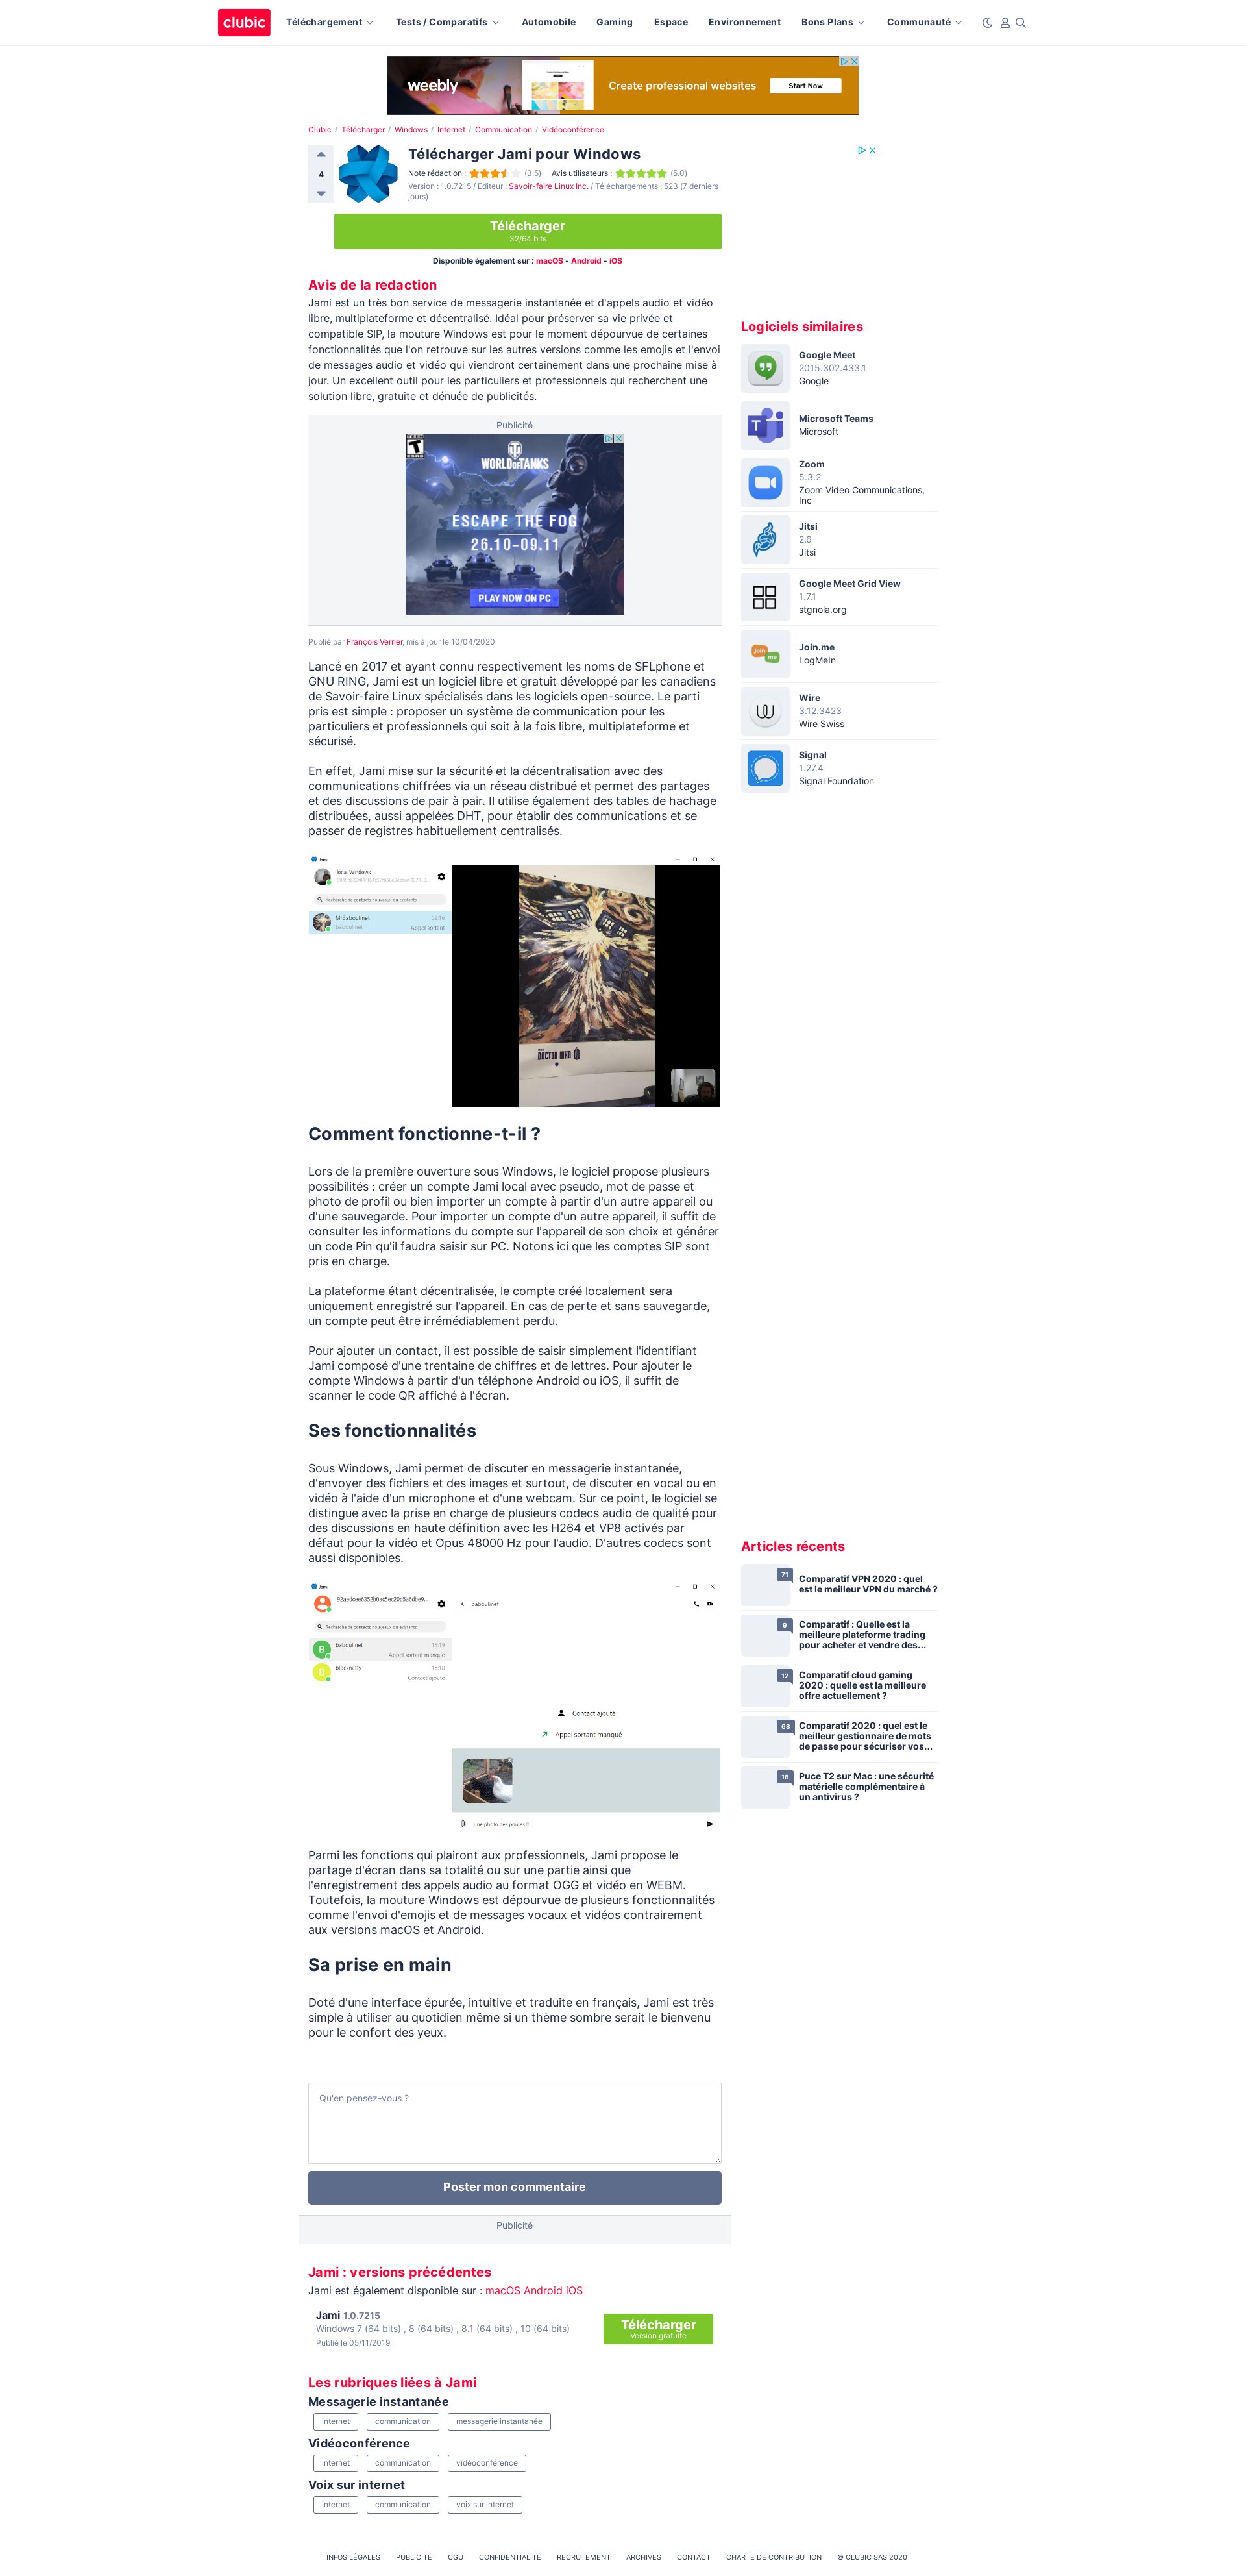 clubic
Téléchargement
Tests / Comparatifs
Automobile
Gaming
Espace
Environnement
Bons Plans
Communauté
weebly
Create professional websites
Start Now
Clubic / Télécharger / Windows / Internet / Communication / Vidéoconférence
4
Télécharger Jami pour Windows
Note rédaction : (3.5) Avis utilisateurs : (5.0)
Version : 1.0.7215 / Editeur : Savoir-faire Linux Inc. / Téléchargements : 523 (7 derniers
jours)
Télécharger
32/64 bits
Disponible également sur : macOS - Android - iOS
Avis de la redaction
Jami est un très bon service de messagerie instantanée et d'appels audio et vidéo
libre, multiplateforme et décentralisé. Idéal pour préserver sa vie privée et
compatible SIP, la mouture Windows est pour le moment dépourvue de certaines
fonctionnalités que l'on retrouve sur les autres versions comme les emojis et l'envoi
de messages audio et vidéo qui viendront certainement dans une prochaine mise à
jour. Un excellent outil pour les particuliers et professionnels qui recherchent une
solution libre, gratuite et dénuée de publicités.
Publicité
WORLD OF TANKS
ESCAPE THE FOG
26.10-09.11
PLAY NOW ON PC
Publié par François Verrier, mis à jour le 10/04/2020
Lancé en 2017 et ayant connu respectivement les noms de SFLphone et
GNU RING, Jami est un logiciel libre et gratuit développé par les canadiens
de Savoir-faire Linux spécialisés dans les logiciels open-source. Le parti
pris est simple : proposer un système de communication pour les
particuliers et professionnels qui soit à la fois libre, multiplateforme et
sécurisé.
En effet, Jami mise sur la sécurité et la décentralisation avec des
communications chiffrées via un réseau distribué et permet des partages
et des discussions de pair à pair. Il utilise également des tables de hachage
distribuées, aussi appelées DHT, pour établir des communications et se
passer de registres habituellement centralisés.
Jami
local Windows
Recherche de contacts nouveaux ou existants
Mrlaboulinet
09:16
baboulinet
Appel sortant
DOCTOR WHO
Comment fonctionne-t-il ?
Lors de la première ouverture sous Windows, le logiciel propose plusieurs
possibilités : créer un compte Jami local avec pseudo, mot de passe et
photo de profil ou bien importer un compte à partir d'un autre appareil ou
d'une sauvegarde. Pour importer un compte d'un autre appareil, il suffit de
consulter les informations du compte sur l'appareil de son choix et générer
un code Pin qu'il faudra saisir sur PC. Notons ici que les comptes SIP sont
pris en charge.
La plateforme étant décentralisée, le compte créé localement sera
uniquement enregistré sur l'appareil. En cas de perte et sans sauvegarde,
un compte peut être irrémédiablement perdu.
Pour ajouter un contact, il est possible de saisir simplement l'identifiant
Jami composé d'une trentaine de chiffres et de lettres. Pour ajouter le
compte Windows à partir d'un téléphone Android ou iOS, il suffit de
scanner le code QR affiché à l'écran.
Ses fonctionnalités
Sous Windows, Jami permet de discuter en messagerie instantanée,
d'envoyer des fichiers et des images et surtout, de discuter en vocal ou en
vidéo à l'aide d'un microphone et d'une webcam. Sur ce point, le logiciel se
distingue avec la prise en charge de plusieurs codecs audio de qualité pour
des discussions en haute définition avec les H264 et VP8 activés par
défaut pour la vidéo et Opus 48000 Hz pour l'audio. D'autres codecs sont
aussi disponibles.
Jami
baboulinet
Recherche de contacts nouveaux ou existants
B
baboulinet
11:19
Appel sortant manqué
B
blacknelly
11:18
Contact ajouté
Contact ajouté
Appel sortant manqué
une photo des poules !!
Parmi les fonctions qui plairont aux professionnels, Jami propose le
partage d'écran dans sa totalité ou sur une partie ainsi que
l'enregistrement des appels audio au format OGG et vidéo en WEBM.
Toutefois, la mouture Windows est dépourvue de plusieurs fonctionnalités
comme l'envoi d'emojis et de messages vocaux et vidéos contrairement
aux versions macOS et Android.
Sa prise en main
Doté d'une interface épurée, intuitive et traduite en français, Jami est très
simple à utiliser au quotidien même si un thème sombre serait le bienvenu
pour le confort des yeux.
Qu'en pensez-vous ?
Poster mon commentaire
Publicité
Jami : versions précédentes
Jami est également disponible sur : macOS Android iOS
Jami 1.0.7215
Windows 7 (64 bits) , 8 (64 bits) , 8.1 (64 bits) , 10 (64 bits)
Publié le 05/11/2019
Télécharger
Version gratuite
Les rubriques liées à Jami
Messagerie instantanée
internet
communication
messagerie instantanée
Vidéoconférence
internet
communication
vidéoconférence
Voix sur internet
internet
communication
voix sur internet
Logiciels similaires
Google Meet
2015.302.433.1
Google
Microsoft Teams
Microsoft
Zoom
5.3.2
Zoom Video Communications,
Inc
Jitsi
2.6
Jitsi
Google Meet Grid View
1.7.1
stgnola.org
join
me
Join.me
LogMeIn
Wire
3.12.3423
Wire Swiss
Signal
1.27.4
Signal Foundation
Articles récents
71
Comparatif VPN 2020 : quel
est le meilleur VPN du marché ?
9
Comparatif : Quelle est la
meilleure plateforme trading
pour acheter et vendre des...
12
Comparatif cloud gaming
2020 : quelle est la meilleure
offre actuellement ?
68
Comparatif 2020 : quel est le
meilleur gestionnaire de mots
de passe pour sécuriser vos...
18
Puce T2 sur Mac : une sécurité
matérielle complémentaire à
un antivirus ?
INFOS LÉGALES
PUBLICITÉ
CGU
CONFIDENTIALITÉ
RECRUTEMENT
ARCHIVES
CONTACT
CHARTE DE CONTRIBUTION
© CLUBIC SAS 2020